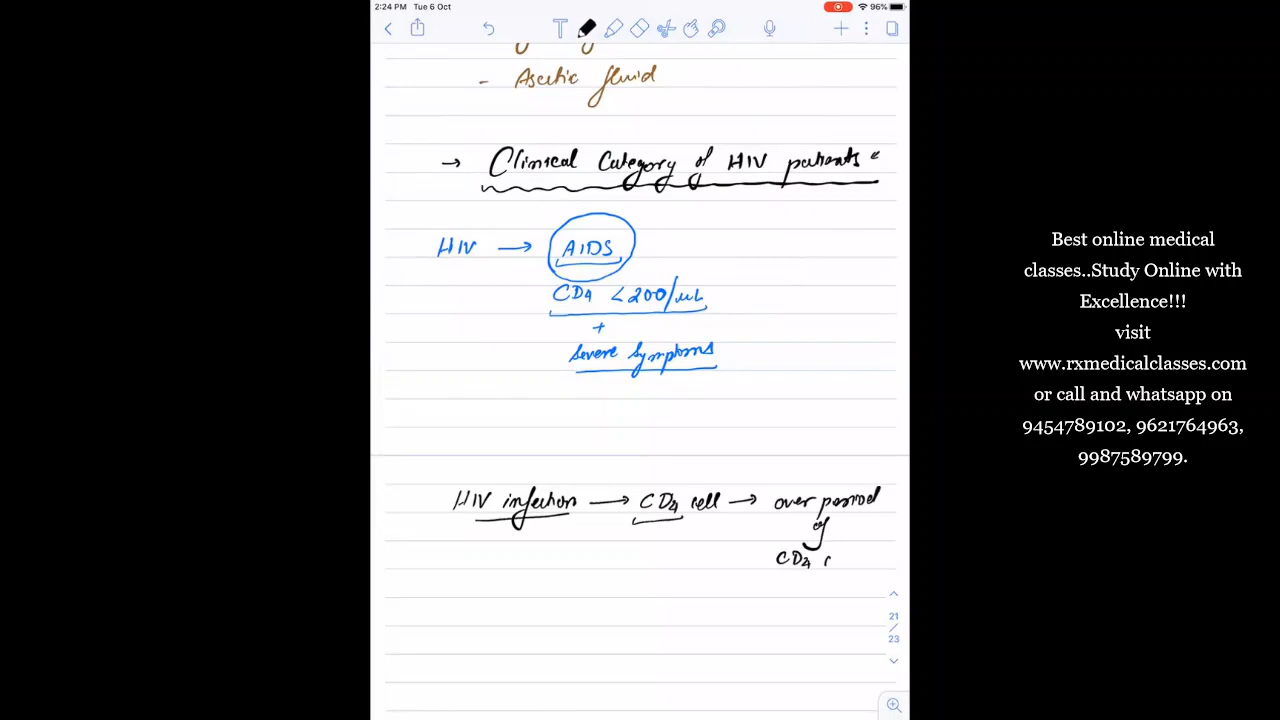 2:24 PM Tue 6 Oct
96%
- Ascitic fluid
→ Clinical Category of HIV patients
HIV → AIDS
CD4 <200/uL
+
Severe Symptoms
HIV infection → CD4 cell → over period
of
CD4
21
/
23
Best online medical
classes..Study Online with
Excellence!!!
visit
www.rxmedicalclasses.com
or call and whatsapp on
9454789102, 9621764963,
9987589799.